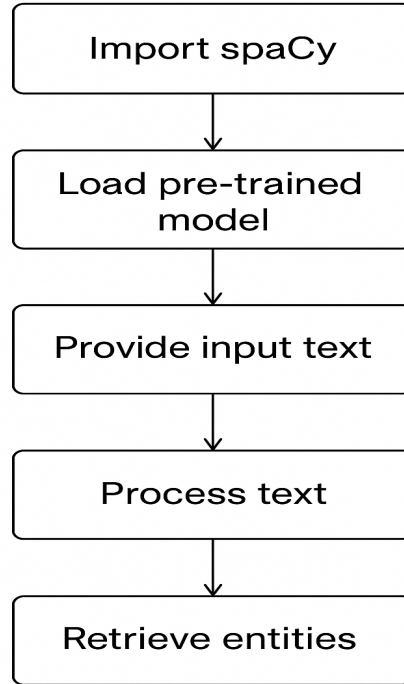 Import spaCy
Load pre-trained
model
Provide input text
Process text
Retrieve entities